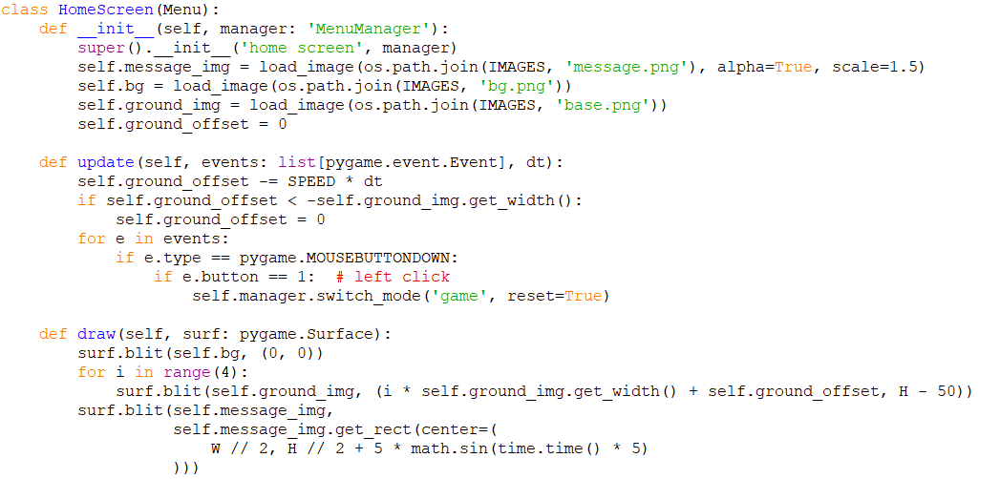 class HomeScreen(Menu):
    def __init__(self, manager: 'MenuManager'):
        super().__init__('home screen', manager)
        self.message_img = load_image(os.path.join(IMAGES, 'message.png'), alpha=True, scale=1.5)
        self.bg = load_image(os.path.join(IMAGES, 'bg.png'))
        self.ground_img = load_image(os.path.join(IMAGES, 'base.png'))
        self.ground_offset = 0

    def update(self, events: list[pygame.event.Event], dt):
        self.ground_offset -= SPEED * dt
        if self.ground_offset < -self.ground_img.get_width():
            self.ground_offset = 0
        for e in events:
            if e.type == pygame.MOUSEBUTTONDOWN:
                if e.button == 1:  # left click
                    self.manager.switch_mode('game', reset=True)

    def draw(self, surf: pygame.Surface):
        surf.blit(self.bg, (0, 0))
        for i in range(4):
            surf.blit(self.ground_img, (i * self.ground_img.get_width() + self.ground_offset, H - 50))
        surf.blit(self.message_img,
                  self.message_img.get_rect(center=(
                      W // 2, H // 2 + 5 * math.sin(time.time() * 5)
                  )))